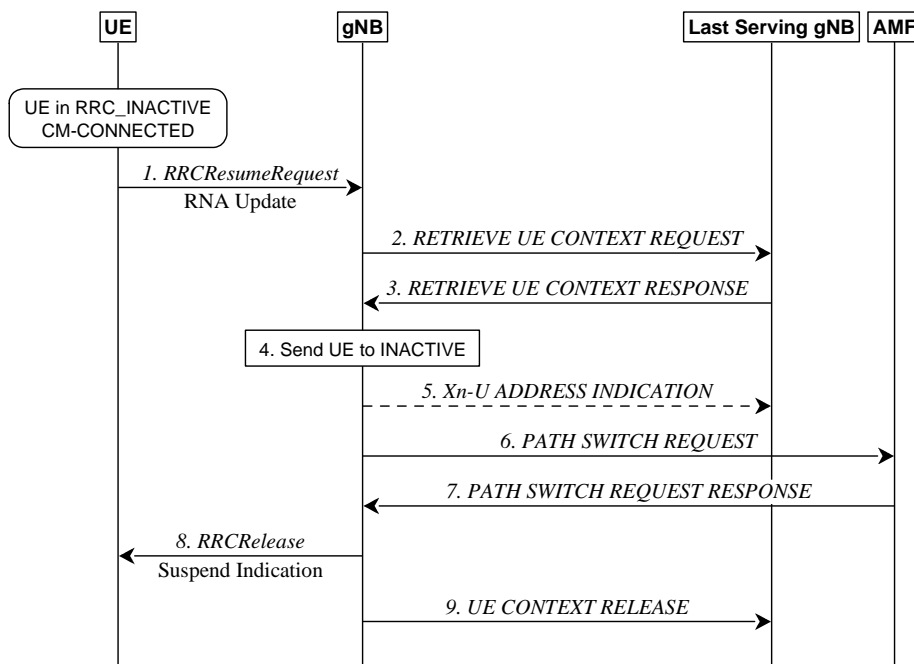 UE
gNB
Last Serving gNB
AMF
UE in RRC_INACTIVE
CM-CONNECTED
1. RRCResumeRequest
RNA Update
2. RETRIEVE UE CONTEXT REQUEST
3. RETRIEVE UE CONTEXT RESPONSE
4. Send UE to INACTIVE
5. Xn-U ADDRESS INDICATION
6. PATH SWITCH REQUEST
7. PATH SWITCH REQUEST RESPONSE
8. RRCRelease
Suspend Indication
9. UE CONTEXT RELEASE